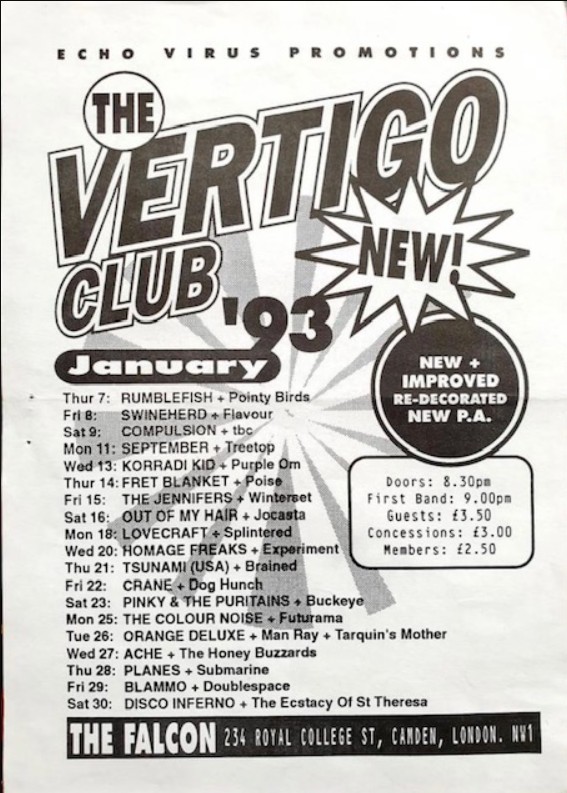 ECHO VIRUS PROMOTIONS
THE
VERTIGO
CLUB
NEW!
'93
January
NEW +
IMPROVED
RE-DECORATED
NEW P.A.
Thur 7: RUMBLEFISH + Pointy Birds
Fri 8: SWINEHERD + Flavour
Sat 9: COMPULSION + tbc
Mon 11: SEPTEMBER + Treetop
Wed 13: KORRADI KID + Purple Om
Thur 14: FRET BLANKET + Poise
Fri 15: THE JENNIFERS + Winterset
Sat 16: OUT OF MY HAIR + Jocasta
Mon 18: LOVECRAFT + Splintered
Wed 20: HOMAGE FREAKS + Experiment
Thu 21: TSUNAMI (USA) + Brained
Fri 22: CRANE + Dog Hunch
Sat 23: PINKY & THE PURITAINS + Buckeye
Mon 25: THE COLOUR NOISE + Futurama
Tue 26: ORANGE DELUXE + Man Ray + Tarquin's Mother
Wed 27: ACHE + The Honey Buzzards
Thu 28: PLANES + Submarine
Fri 29: BLAMMO + Doublespace
Sat 30: DISCO INFERNO + The Ecstacy Of St Theresa
Doors: 8.30pm
First Band: 9.00pm
Guests: £3.50
Concessions: £3.00
Members: £2.50
THE FALCON 234 ROYAL COLLEGE ST, CAMDEN, LONDON. NW1